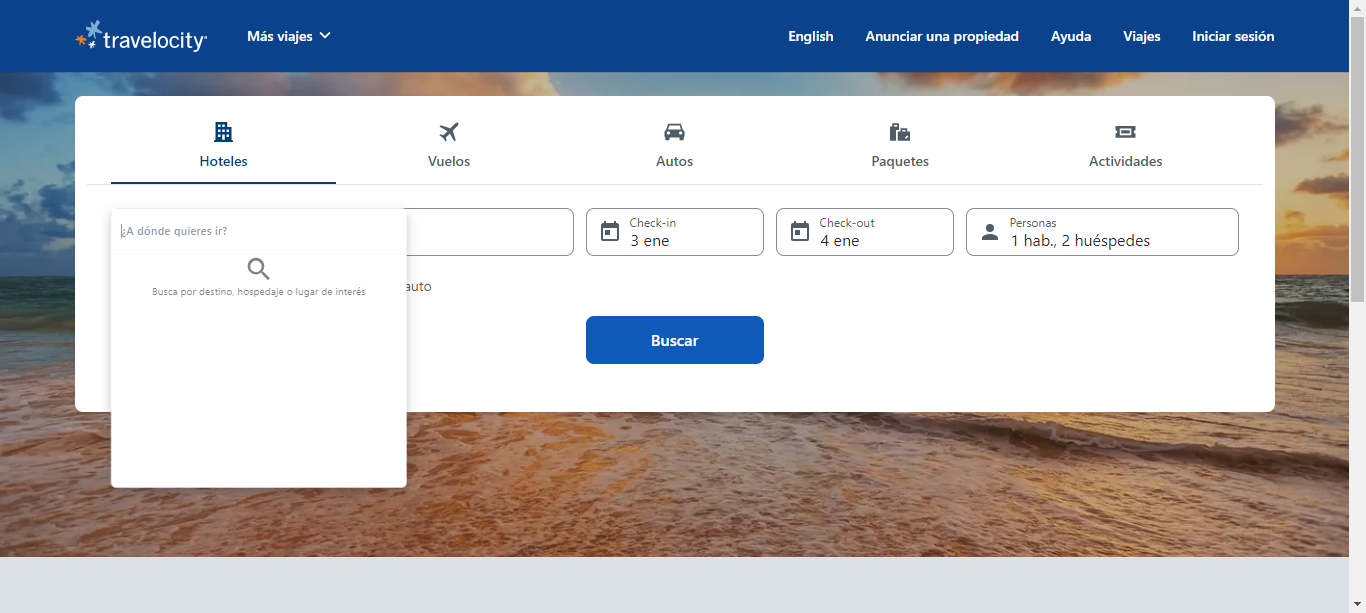 travelocity
Más viajes
English
Anunciar una propiedad
Ayuda
Viajes
Iniciar sesión
Hoteles
Vuelos
Autos
Paquetes
Actividades
¿A dónde quieres ir?
Busca por destino, hospedaje o lugar de interés
Check-in
3 ene
Check-out
4 ene
Personas
1 hab., 2 huéspedes
auto
Buscar